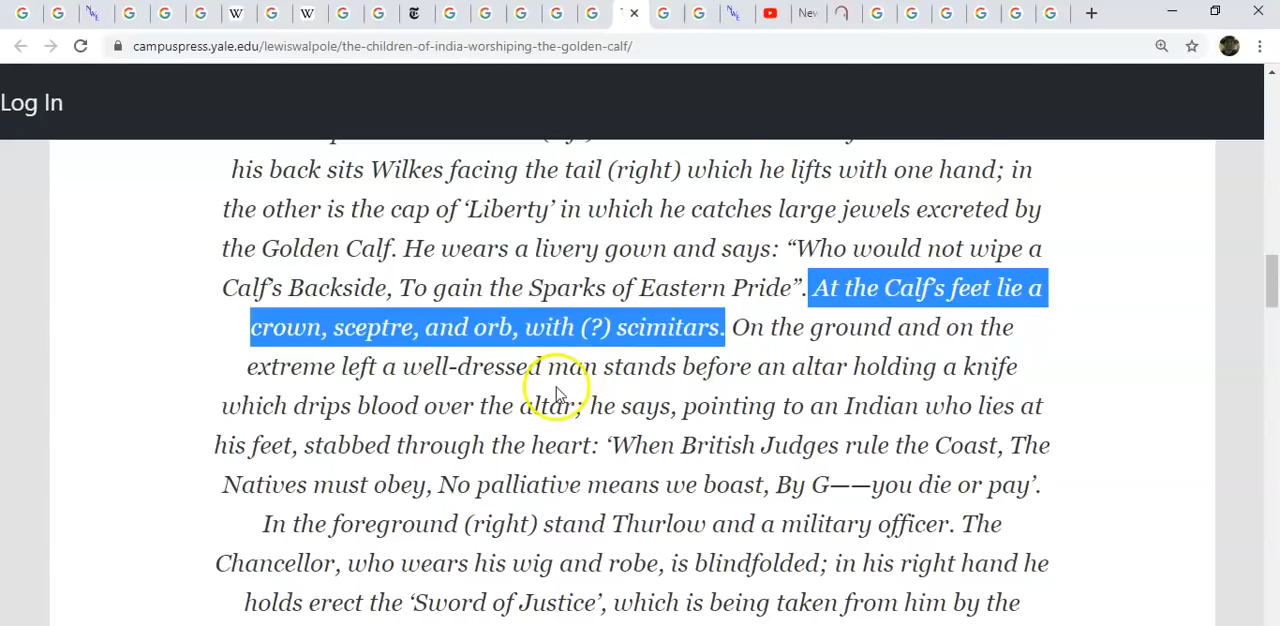 New
campuspress.yale.edu/lewiswalpole/the-children-of-india-worshiping-the-golden-calf/
Log In
his back sits Wilkes facing the tail (right) which he lifts with one hand; in
the other is the cap of ‘Liberty’ in which he catches large jewels excreted by
the Golden Calf. He wears a livery gown and says: “Who would not wipe a
Calf’s Backside, To gain the Sparks of Eastern Pride”. At the Calf’s feet lie a
crown, sceptre, and orb, with (?) scimitars. On the ground and on the
extreme left a well-dressed man stands before an altar holding a knife
which drips blood over the altar; he says, pointing to an Indian who lies at
his feet, stabbed through the heart: ‘When British Judges rule the Coast, The
Natives must obey, No palliative means we boast, By G——you die or pay’.
In the foreground (right) stand Thurlow and a military officer. The
Chancellor, who wears his wig and robe, is blindfolded; in his right hand he
holds erect the ‘Sword of Justice’, which is being taken from him by the